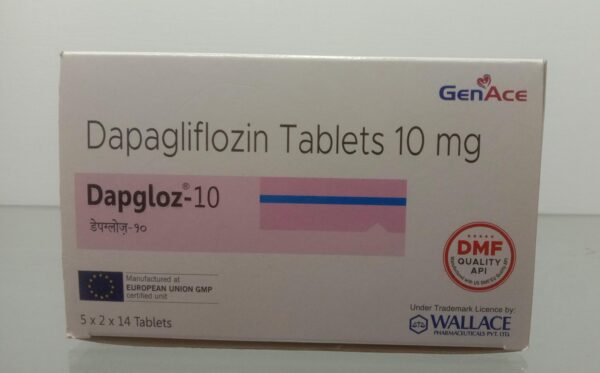 GenAce
Dapagliflozin Tablets 10 mg
Dapgloz®-10
डेपग्लोज़-१०
DMF
QUALITY
API
Manufactured at
EUROPEAN UNION GMP
certified unit
5 x 2 x 14 Tablets
Under Trademark Licence by:
WALLACE
PHARMACEUTICALS PVT. LTD.